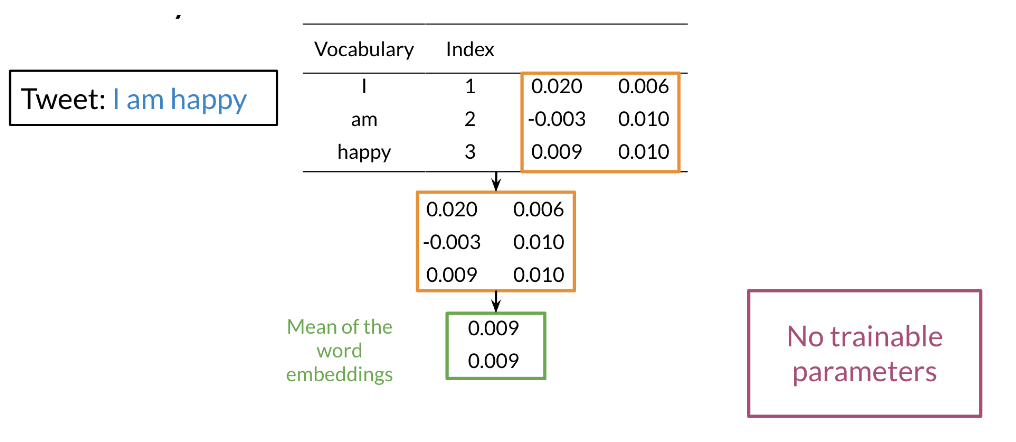 Vocabulary Index
Tweet: I am happy
I 1 0.020 0.006
am 2 -0.003 0.010
happy 3 0.009 0.010
0.020 0.006
-0.003 0.010
0.009 0.010
Mean of the
word
embeddings
0.009
0.009
No trainable
parameters